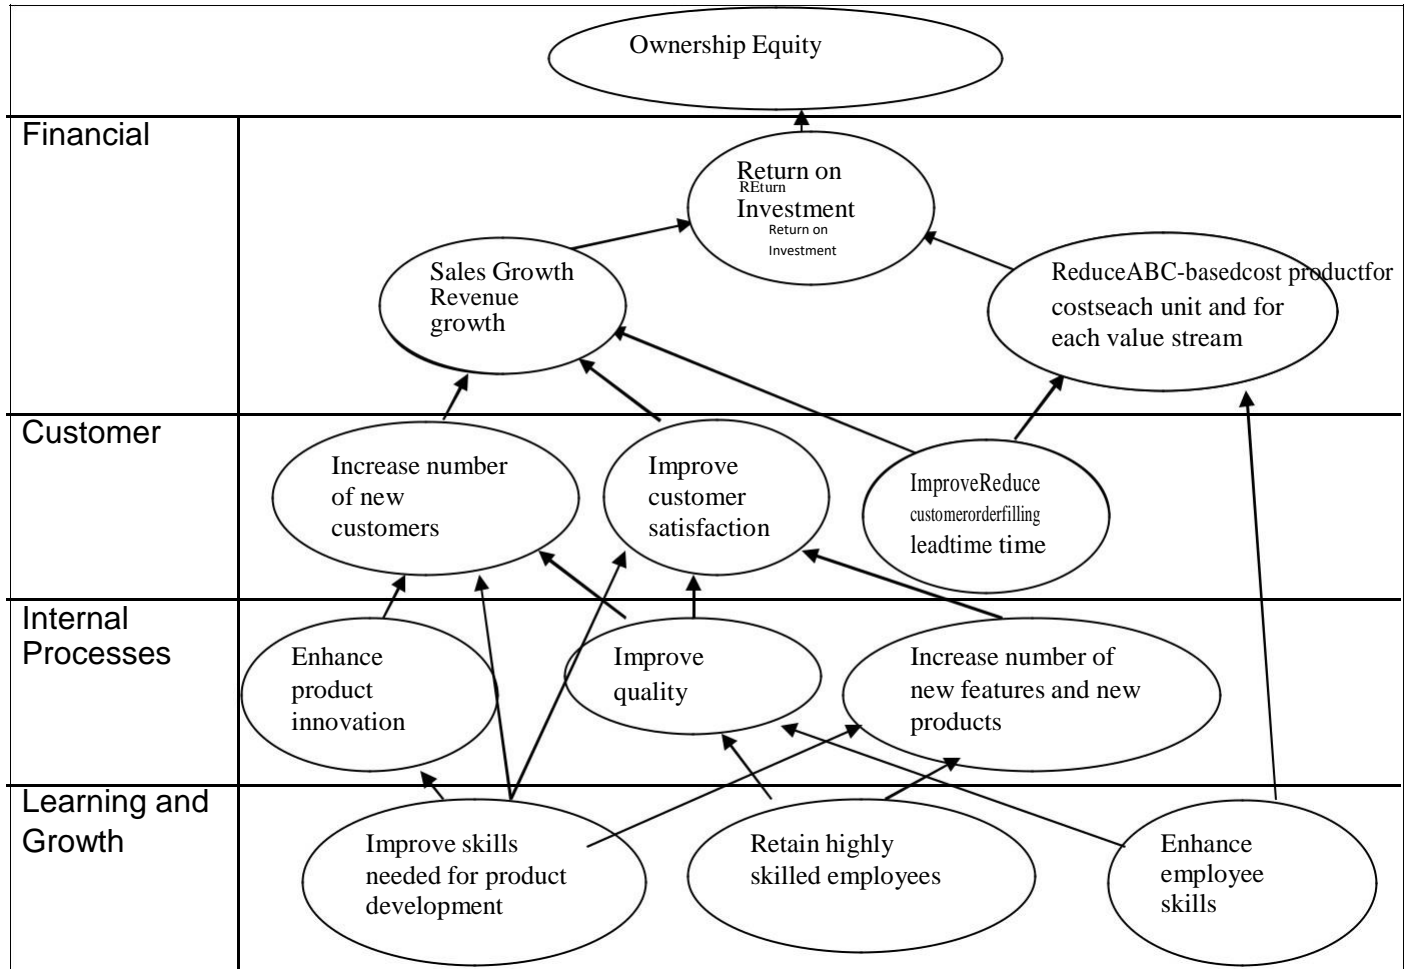 Ownership Equity
Financial
Return on
REturn
Investment
Return on
Investment
Sales Growth
Revenue
growth
ReduceABC-basedcost productfor
costseach unit and for
each value stream
Customer
Increase number
of new
customers
Improve
customer
satisfaction
ImproveReduce
customerorderfilling
leadtime time
Internal
Processes
Enhance
product
innovation
Improve
quality
Increase number of
new features and new
products
Learning and
Growth
Improve skills
needed for product
development
Retain highly
skilled employees
Enhance
employee
skills